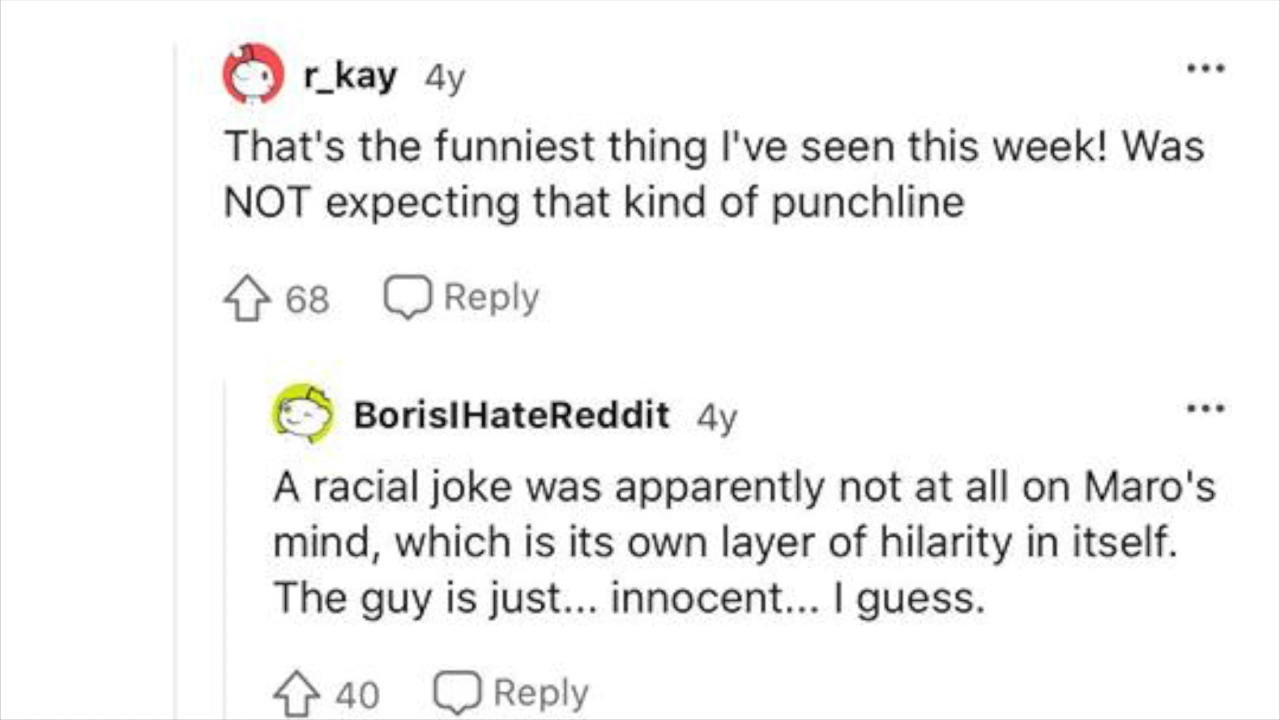 r_kay 4y
That's the funniest thing I've seen this week! Was
NOT expecting that kind of punchline
68 Reply
BorisIHateReddit 4y
A racial joke was apparently not at all on Maro's
mind, which is its own layer of hilarity in itself.
The guy is just... innocent... I guess.
40 Reply